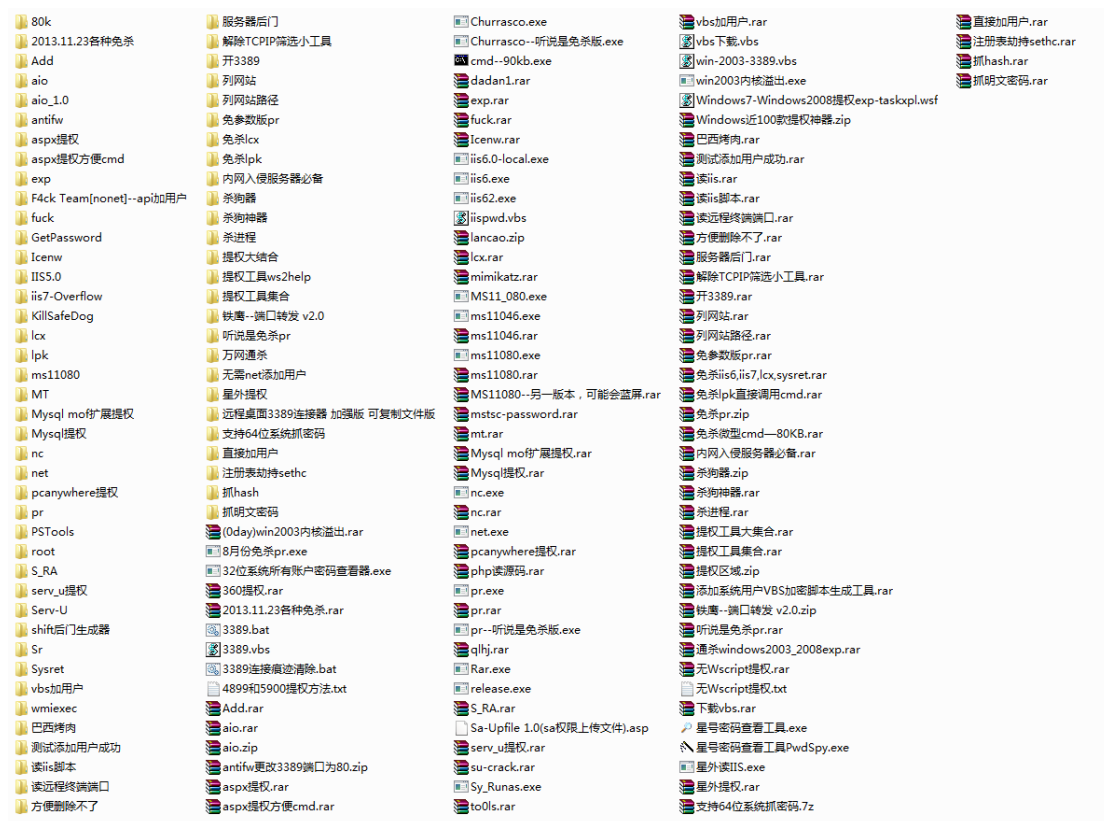 80k
2013.11.23各种免杀
Add
aio
aio_1.0
antifw
aspx提权
aspx提权方便cmd
exp
F4ck Team[nonet]--api加用户
fuck
GetPassword
Icenw
IIS5.0
iis7-Overflow
KillSafeDog
lcx
lpk
ms11080
MT
Mysql mof扩展提权
Mysql提权
nc
net
pcanywhere提权
pr
PSTools
root
S_RA
serv_u提权
Serv-U
shift后门生成器
Sr
Sysret
vbs加用户
wmiexec
巴西烤肉
测试添加用户成功
读iis脚本
读远程终端端口
方便删除不了
服务器后门
解除TCPIP筛选小工具
开3389
列网站
列网站路径
免参数版pr
免杀lcx
免杀lpk
内网入侵服务器必备
杀狗器
杀狗神器
杀进程
提权大结合
提权工具ws2help
提权工具集合
铁鹰--端口转发 v2.0
听说是免杀pr
万网通杀
无需net添加用户
星外提权
远程桌面3389连接器 加强版 可复制文件版
支持64位系统抓密码
直接加用户
注册表劫持sethc
抓hash
抓明文密码
(0day)win2003内核溢出.rar
8月份免杀pr.exe
32位系统所有账户密码查看器.exe
360提权.rar
2013.11.23各种免杀.rar
3389.bat
3389.vbs
3389连接痕迹清除.bat
4899和5900提权方法.txt
Add.rar
aio.rar
aio.zip
antifw更改3389端口为80.zip
aspx提权.rar
aspx提权方便cmd.rar
Churrasco.exe
Churrasco--听说是免杀版.exe
cmd--90kb.exe
dadan1.rar
exp.rar
fuck.rar
Icenw.rar
iis6.0-local.exe
iis6.exe
iis62.exe
iispwd.vbs
lancao.zip
lcx.rar
mimikatz.rar
MS11_080.exe
ms11046.exe
ms11046.rar
ms11080.exe
ms11080.rar
MS11080--另一版本，可能会蓝屏.rar
mstsc-password.rar
mt.rar
Mysql mof扩展提权.rar
Mysql提权.rar
nc.exe
nc.rar
net.exe
pcanywhere提权.rar
php读源码.rar
pr.exe
pr.rar
pr--听说是免杀版.exe
qlhj.rar
Rar.exe
release.exe
S_RA.rar
Sa-Upfile 1.0(sa权限上传文件).asp
serv_u提权.rar
su-crack.rar
Sy_Runas.exe
to0ls.rar
vbs加用户.rar
vbs下载.vbs
win-2003-3389.vbs
win2003内核溢出.exe
Windows7-Windows2008提权exp-taskxpl.wsf
Windows近100款提权神器.zip
巴西烤肉.rar
测试添加用户成功.rar
读iis.rar
读iis脚本.rar
读远程终端端口.rar
方便删除不了.rar
服务器后门.rar
解除TCPIP筛选小工具.rar
开3389.rar
列网站.rar
列网站路径.rar
免参数版pr.rar
免杀iis6,iis7,lcx,sysret.rar
免杀lpk直接调用cmd.rar
免杀pr.zip
免杀微型cmd—80KB.rar
内网入侵服务器必备.rar
杀狗器.zip
杀狗神器.rar
杀进程.rar
提权工具大集合.rar
提权工具集合.rar
提权区域.zip
添加系统用户VBS加密脚本生成工具.rar
铁鹰--端口转发 v2.0.zip
听说是免杀pr.rar
通杀windows2003_2008exp.rar
无Wscript提权.rar
无Wscript提权.txt
下载vbs.rar
星号密码查看工具.exe
星号密码查看工具PwdSpy.exe
星外读IIS.exe
星外提权.rar
支持64位系统抓密码.7z
直接加用户.rar
注册表劫持sethc.rar
抓hash.rar
抓明文密码.rar